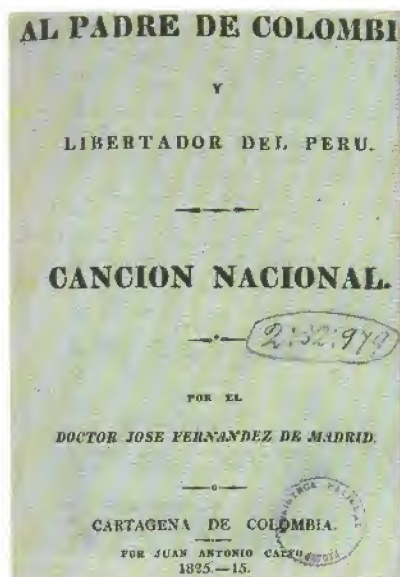 AL PADRE DE COLOMBI
Y
LIBERTADOR DEL PERU.
CANCION NACIONAL.
2:32:979
POR EL
DOCTOR JOSE FERNANDEZ DE MADRID.
CARTAGENA DE COLOMBIA.
POR JUAN ANTONIO
1825.—15.